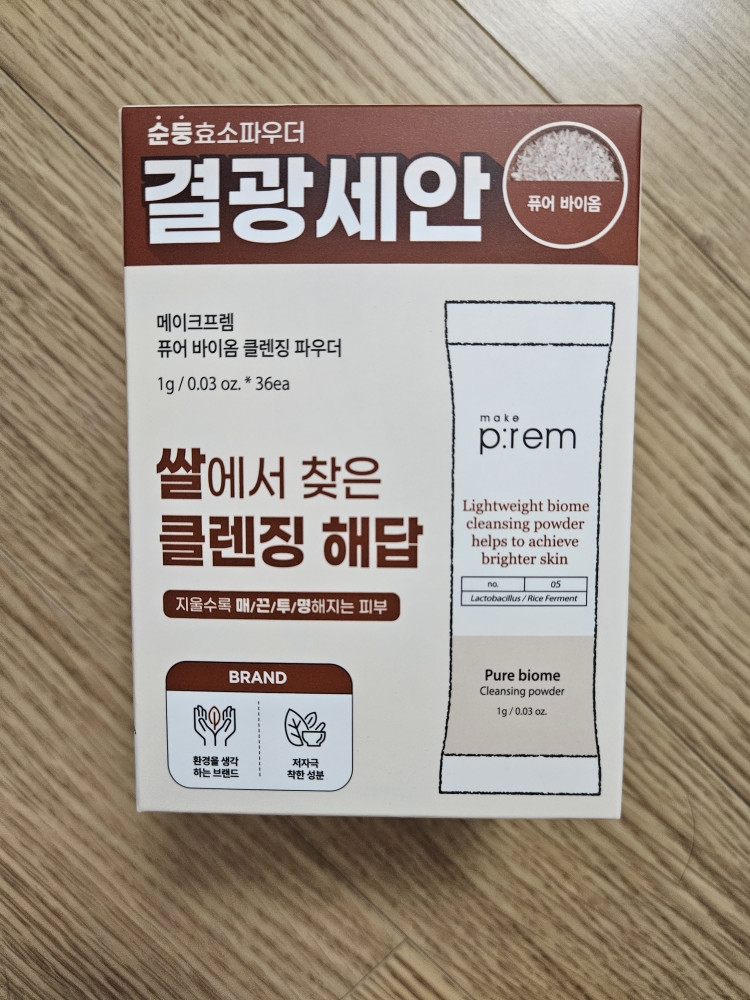 순둥효소파우더
결광세안
퓨어 바이옴
메이크프렘
퓨어 바이옴 클렌징 파우더
1g / 0.03 oz. * 36ea
쌀에서 찾은
클렌징 해답
지울수록 매/끈/투/명해지는 피부
BRAND
환경을 생각
하는 브랜드
저자극
착한 성분
make
p:rem
Lightweight biome
cleansing powder
helps to achieve
brighter skin
no. 05
Lactobacillus / Rice Ferment
Pure biome
Cleansing powder
1g / 0.03 oz.